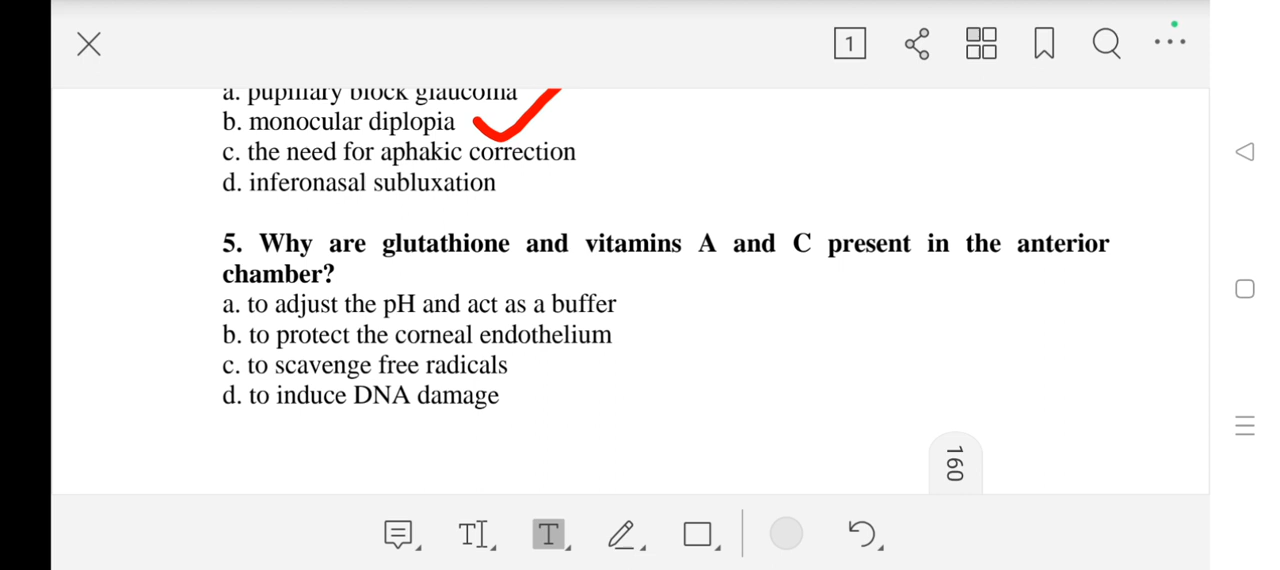 1
a. pupillary block glaucoma
b. monocular diplopia
c. the need for aphakic correction
d. inferonasal subluxation
5. Why are glutathione and vitamins A and C present in the anterior
chamber?
a. to adjust the pH and act as a buffer
b. to protect the corneal endothelium
c. to scavenge free radicals
d. to induce DNA damage
160
T
T